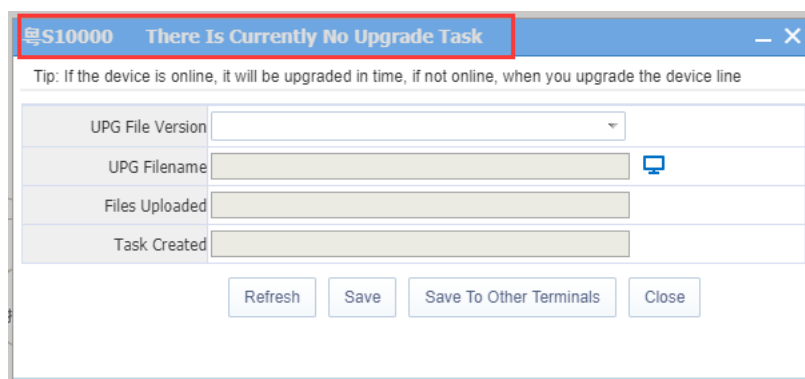 粤S10000 There Is Currently No Upgrade Task
Tip: If the device is online, it will be upgraded in time, if not online, when you upgrade the device line
UPG File Version
UPG Filename
Files Uploaded
Task Created
Refresh Save Save To Other Terminals Close